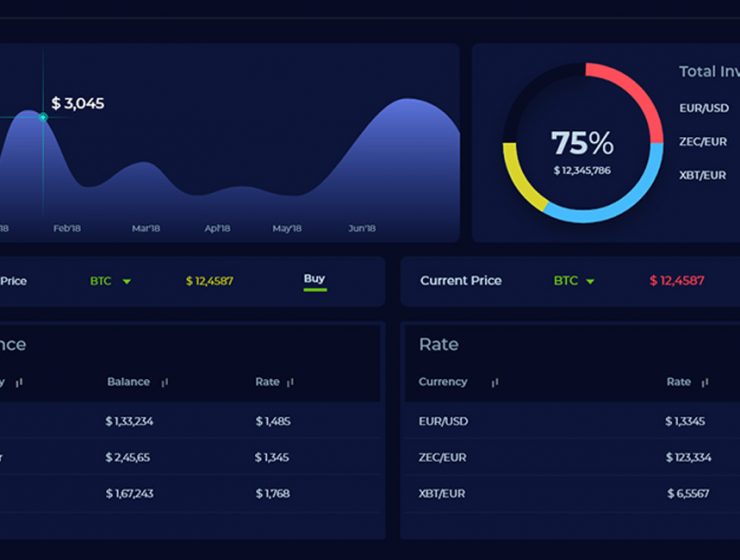 $ 3,045
Feb'18 Mar'18 Apl'18 May'18 Jun'18
Total
75%
$ 12,345,786
EUR/USD
ZEC/EUR
XBT/EUR
Price BTC $ 12,4587 Buy
Current Price BTC $ 12,4587
Balance Rate
$ 1,33,234 $ 1,485
$ 2,45,65 $ 1,345
$ 1,67,243 $ 1,768
Rate
Currency Rate
EUR/USD $ 1,3345
ZEC/EUR $ 123,334
XBT/EUR $ 6,5567